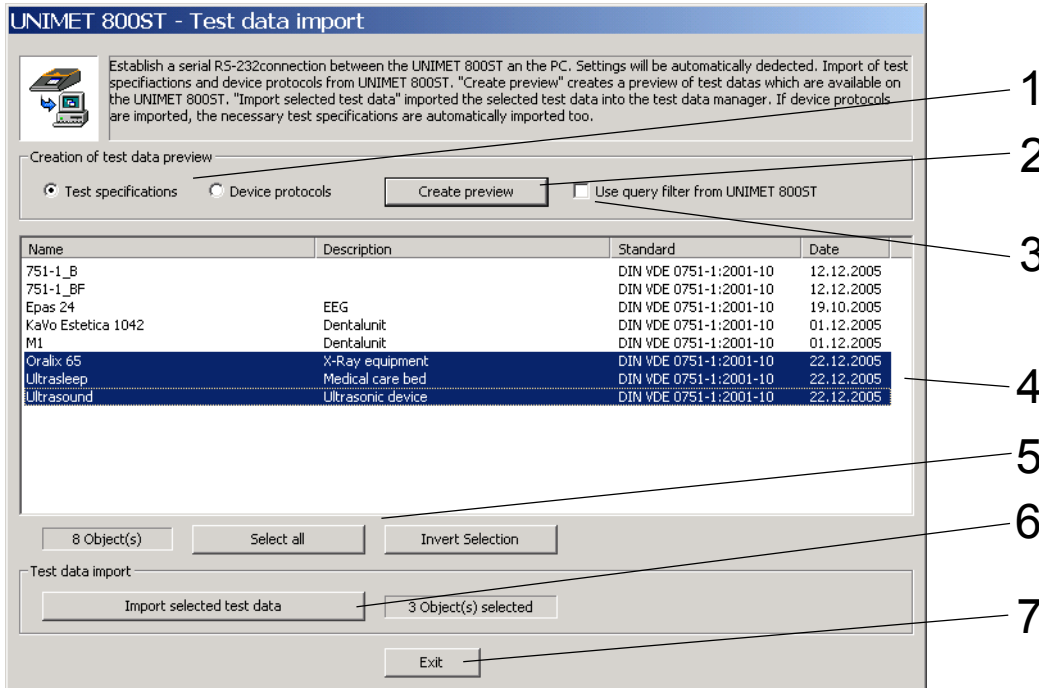 UNIMET 800ST - Test data import
Establish a serial RS-232connection between the UNIMET 800ST an the PC. Settings will be automatically dedected. Import of test
specifiactions and device protocols from UNIMET 800ST. "Create preview" creates a preview of test datas which are available on
the UNIMET 800ST. "Import selected test data" imported the selected test data into the test data manager. If device protocols
are imported, the necessary test specifications are automatically imported too.
1
Creation of test data preview
2
Test specifications Device protocols Create preview Use query filter from UNIMET 800ST
3
Name Description Standard Date
751-1_B DIN VDE 0751-1:2001-10 12.12.2005
751-1_BF DIN VDE 0751-1:2001-10 12.12.2005
Epas 24 EEG DIN VDE 0751-1:2001-10 19.10.2005
KaVo Estetica 1042 Dentalunit DIN VDE 0751-1:2001-10 01.12.2005
M1 Dentalunit DIN VDE 0751-1:2001-10 01.12.2005
Oralix 65 X-Ray equipment DIN VDE 0751-1:2001-10 22.12.2005
Ultrasleep Medical care bed DIN VDE 0751-1:2001-10 22.12.2005
Ultrasound Ultrasonic device DIN VDE 0751-1:2001-10 22.12.2005
4
5
8 Object(s) Select all Invert Selection
6
Test data import
Import selected test data 3 Object(s) selected
7
Exit